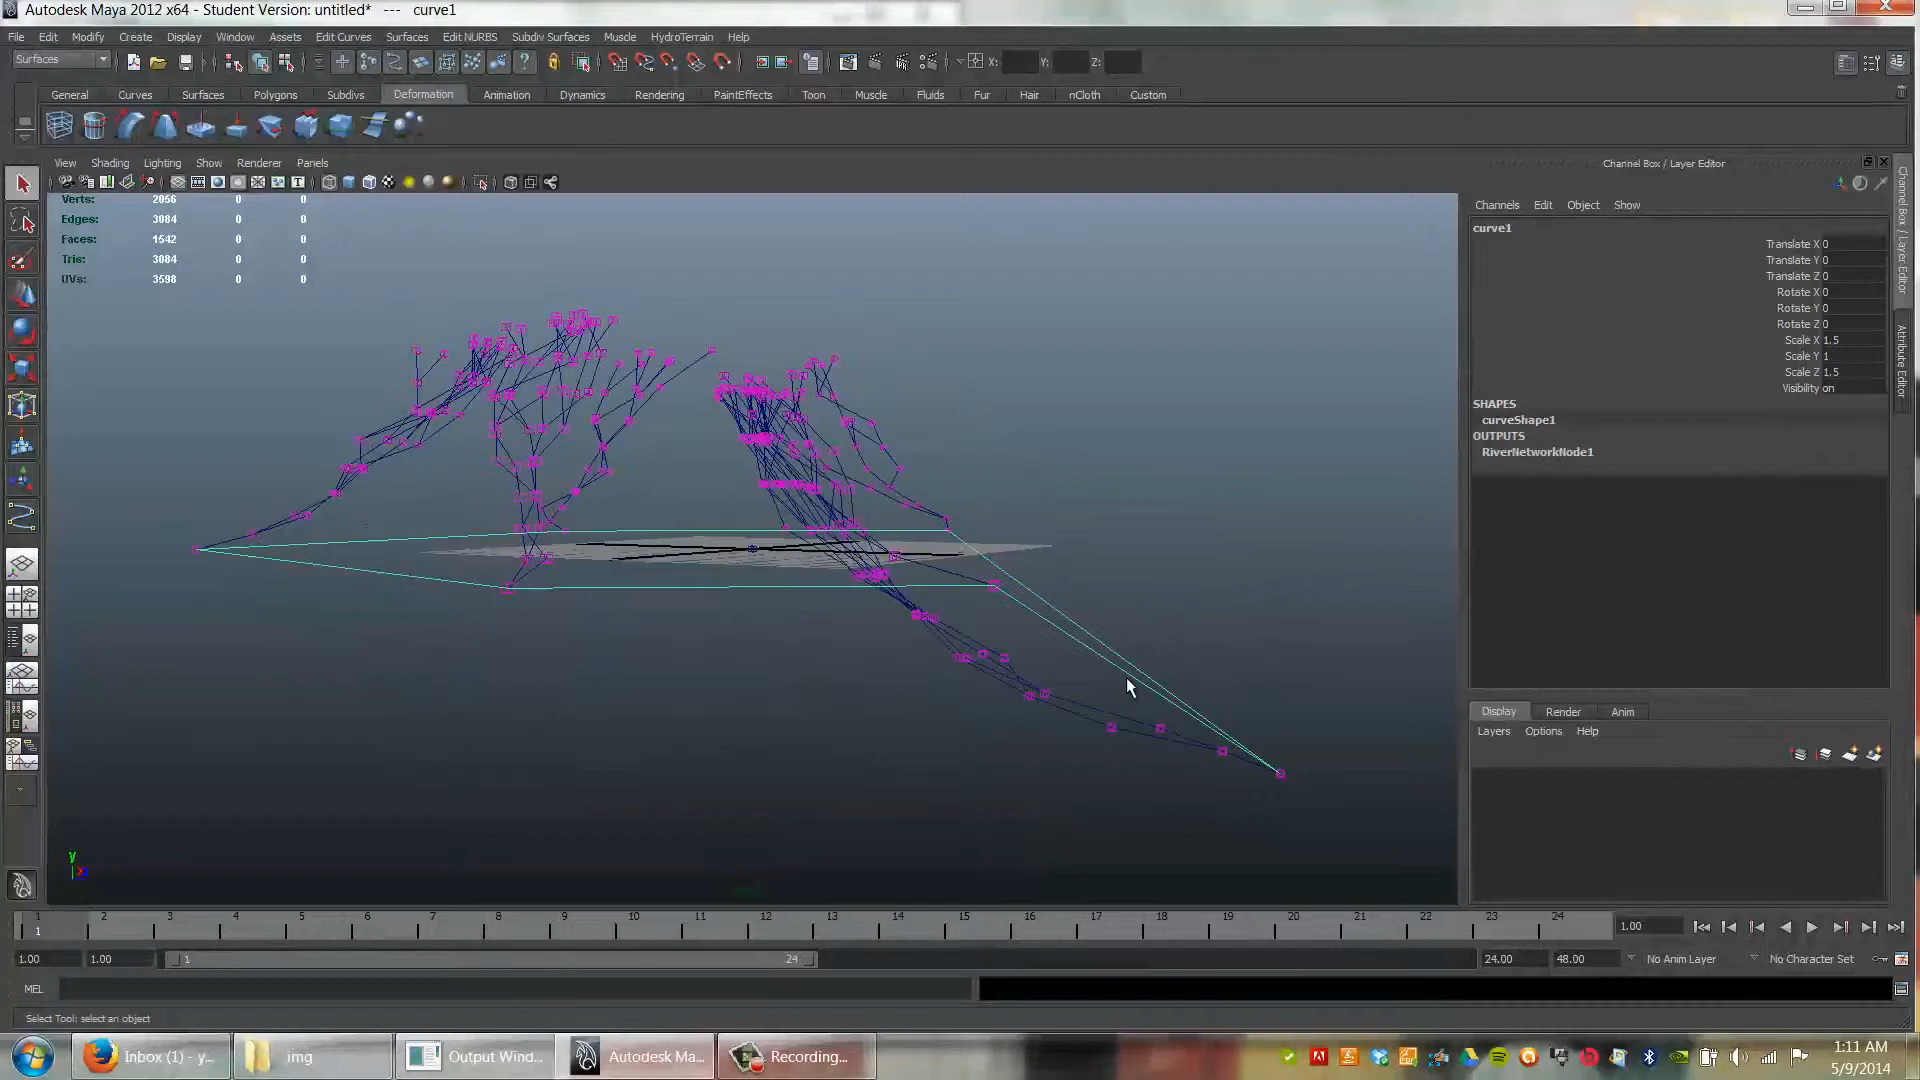 Autodesk Maya 2012 x64 - Student Version: untitled* --- curve1
File Edit Modify Create Display Window Assets Edit Curves Surfaces Edit NURBS Subdiv Surfaces Muscle HydroTerrain Help
Surfaces X: Y: Z:
General Curves Surfaces Polygons Subdivs Deformation Animation Dynamics Rendering PaintEffects Toon Muscle Fluids Fur Hair nCloth Custom
View Shading Lighting Show Renderer Panels
Channel Box / Layer Editor
Verts: 2056 0 0
Edges: 3084 0 0
Faces: 1542 0 0
Tris: 3084 0 0
UVs: 3598 0 0
Channels Edit Object Show
curve1
Translate X 0
Translate Y 0
Translate Z 0
Rotate X 0
Rotate Y 0
Rotate Z 0
Scale X 1.5
Scale Y 1
Scale Z 1.5
Visibility on
SHAPES
curveShape1
OUTPUTS
RiverNetworkNode1
Channel Box / Layer Editor
Attribute Editor
Display Render Anim
Layers Options Help
y
1 2 3 4 5 6 7 8 9 10 11 12 13 14 15 16 17 18 19 20 21 22 23 24
1
1.00
1.00 1.00 1 24 24.00 48.00 No Anim Layer No Character Set
MEL
Select Tool: select an object
Inbox (1) - y... img Output Wind... Autodesk Ma... Recording...
1:11 AM
5/9/2014